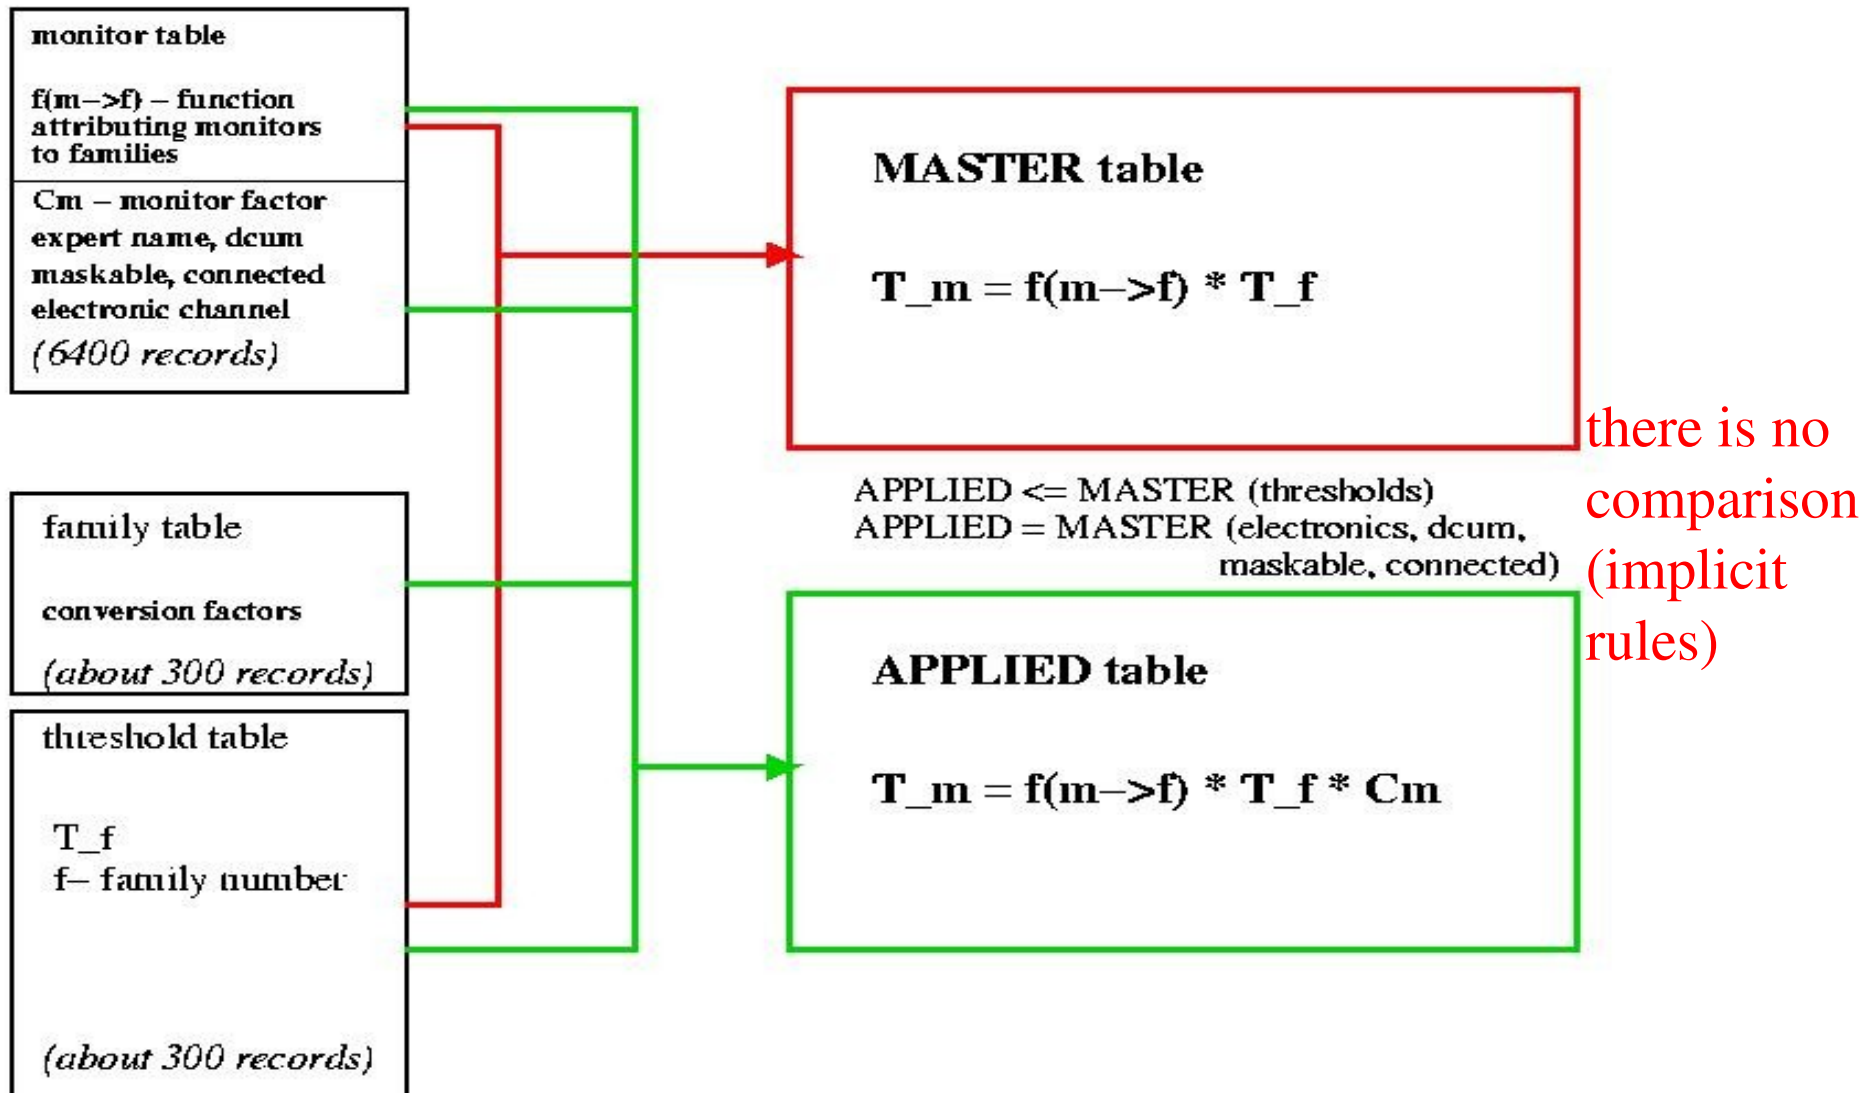 monitor table
f(m−>f) − function
attributing monitors
to families
Cm − monitor factor
expert name, dcum
maskable, connected
electronic channel
(6400 records)
family table
conversion factors
(about 300 records)
threshold table
T_f
f− family number
(about 300 records)
MASTER table
T_m = f(m−>f) * T_f
APPLIED <= MASTER (thresholds)
APPLIED = MASTER (electronics, dcum,
maskable, connected)
APPLIED table
T_m = f(m−>f) * T_f * Cm
there is no
comparison
(implicit
rules)